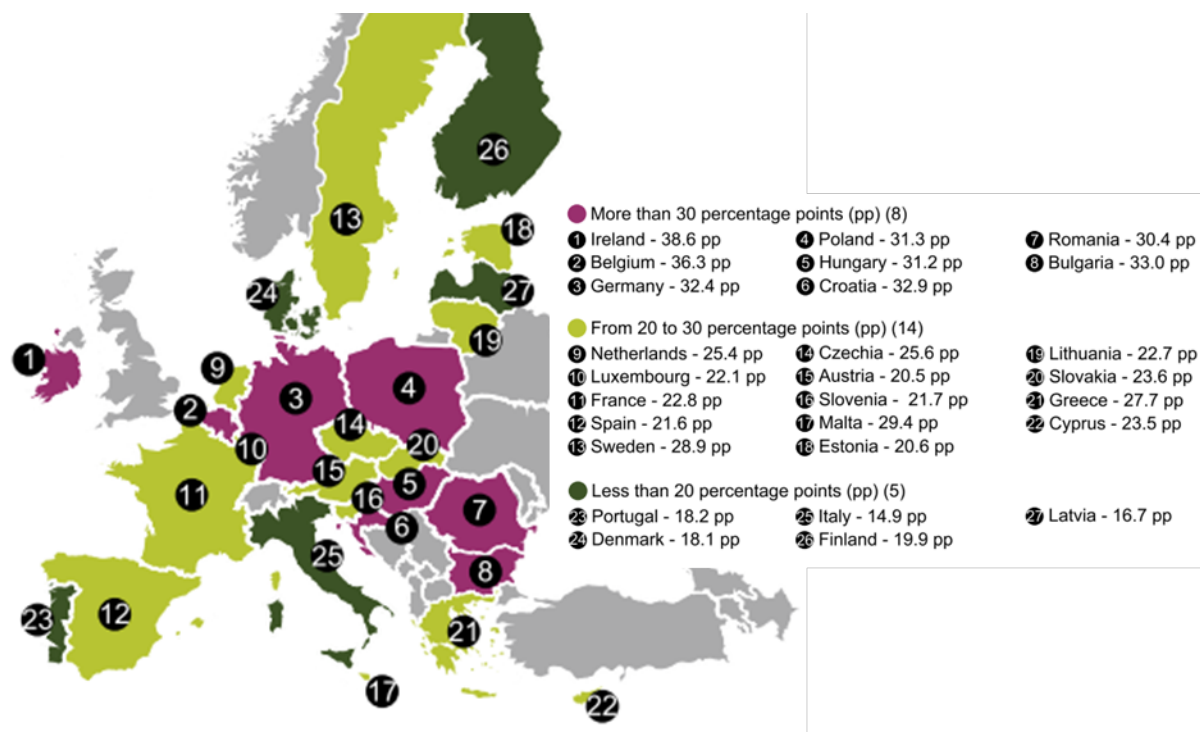 26
13
18
24
27
19
1
9
2
3
4
14
10
20
15
11
5
16
7
6
25
8
23
12
21
17
22
More than 30 percentage points (pp) (8)
1 Ireland - 38.6 pp 4 Poland - 31.3 pp 7 Romania - 30.4 pp
2 Belgium - 36.3 pp 5 Hungary - 31.2 pp 8 Bulgaria - 33.0 pp
3 Germany - 32.4 pp 6 Croatia - 32.9 pp
From 20 to 30 percentage points (pp) (14)
9 Netherlands - 25.4 pp 14 Czechia - 25.6 pp 19 Lithuania - 22.7 pp
10 Luxembourg - 22.1 pp 15 Austria - 20.5 pp 20 Slovakia - 23.6 pp
11 France - 22.8 pp 16 Slovenia - 21.7 pp 21 Greece - 27.7 pp
12 Spain - 21.6 pp 17 Malta - 29.4 pp 22 Cyprus - 23.5 pp
13 Sweden - 28.9 pp 18 Estonia - 20.6 pp
Less than 20 percentage points (pp) (5)
23 Portugal - 18.2 pp 25 Italy - 14.9 pp 27 Latvia - 16.7 pp
24 Denmark - 18.1 pp 26 Finland - 19.9 pp